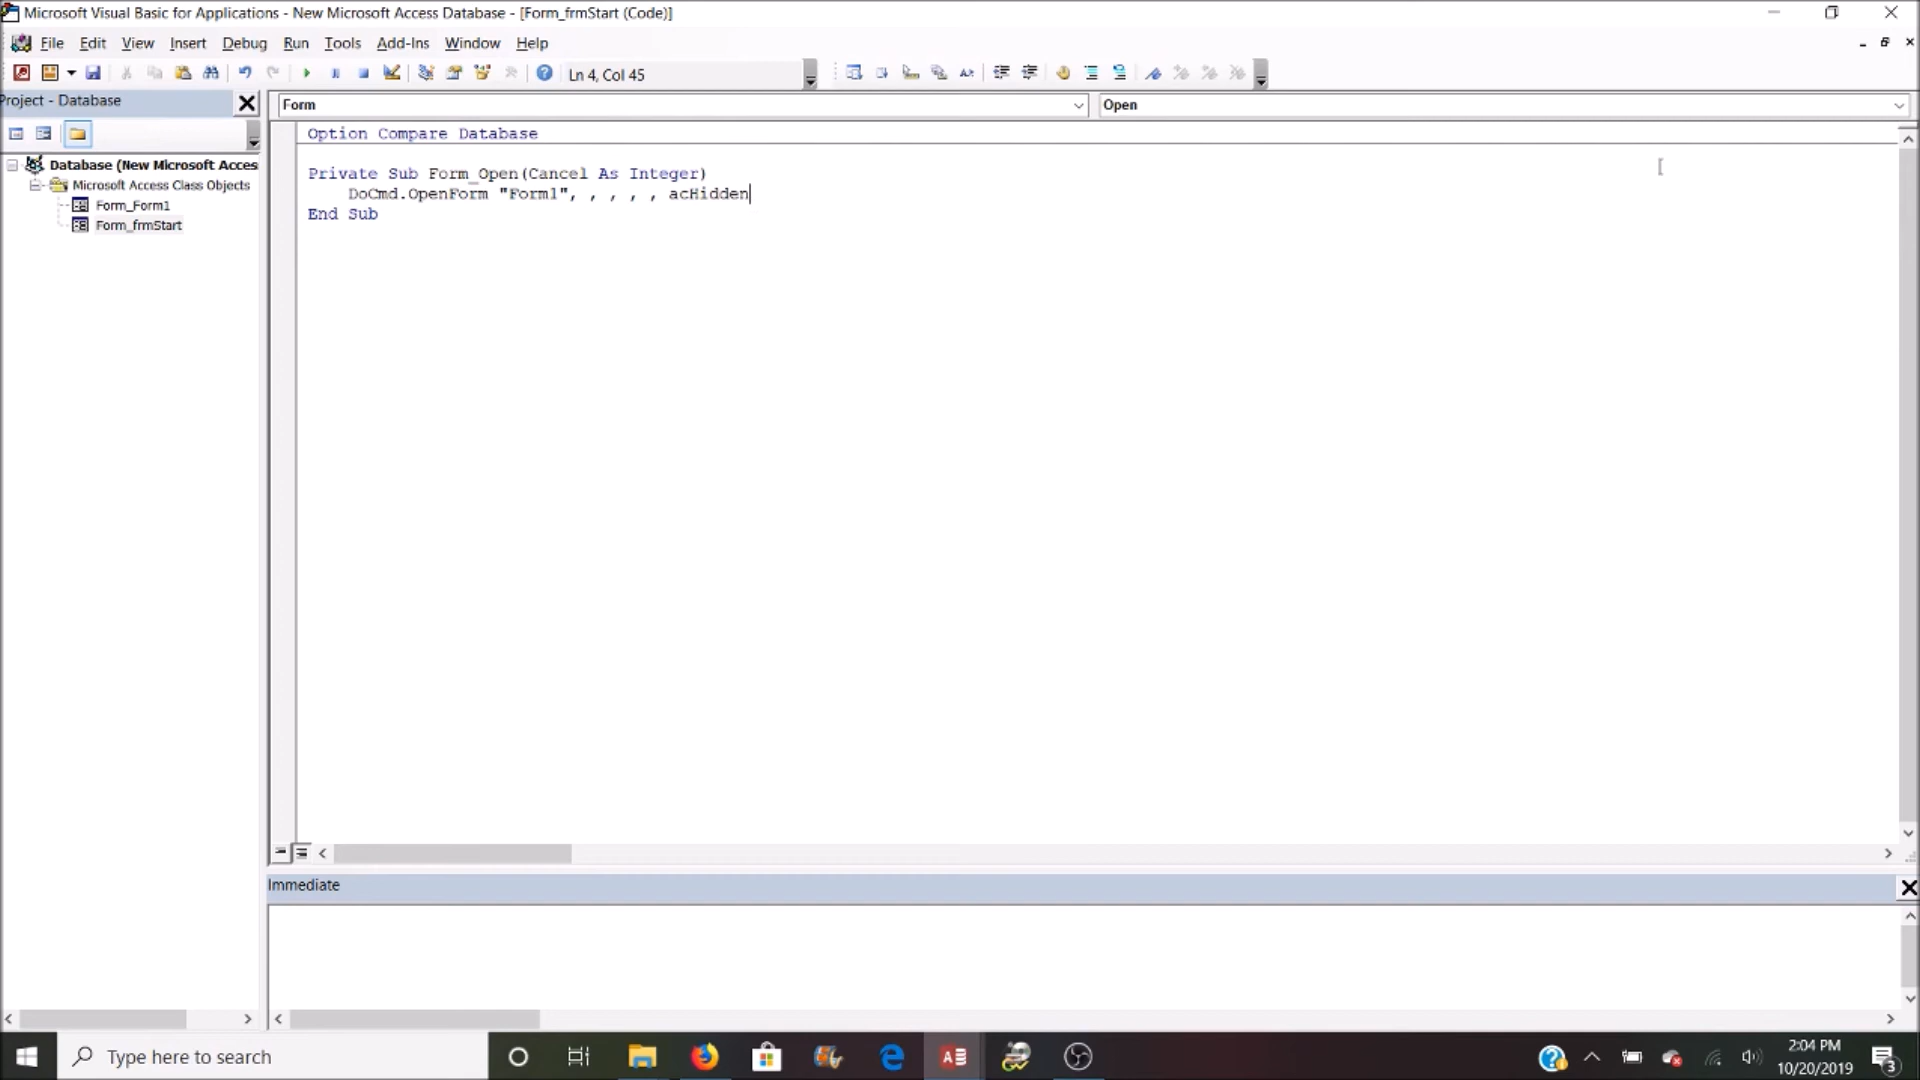 Microsoft Visual Basic for Applications - New Microsoft Access Database - [Form_frmStart (Code)]
File Edit View Insert Debug Run Tools Add-Ins Window Help
Ln 4, Col 45
Project - Database
Form Open
Option Compare Database
Database (New Microsoft Acces
Private Sub Form_Open(Cancel As Integer)
Microsoft Access Class Objects
DoCmd.OpenForm "Form1", , , , , acHidden
Form_Form1
End Sub
Form_frmStart
Immediate
Type here to search
2:04 PM
10/20/2019
3